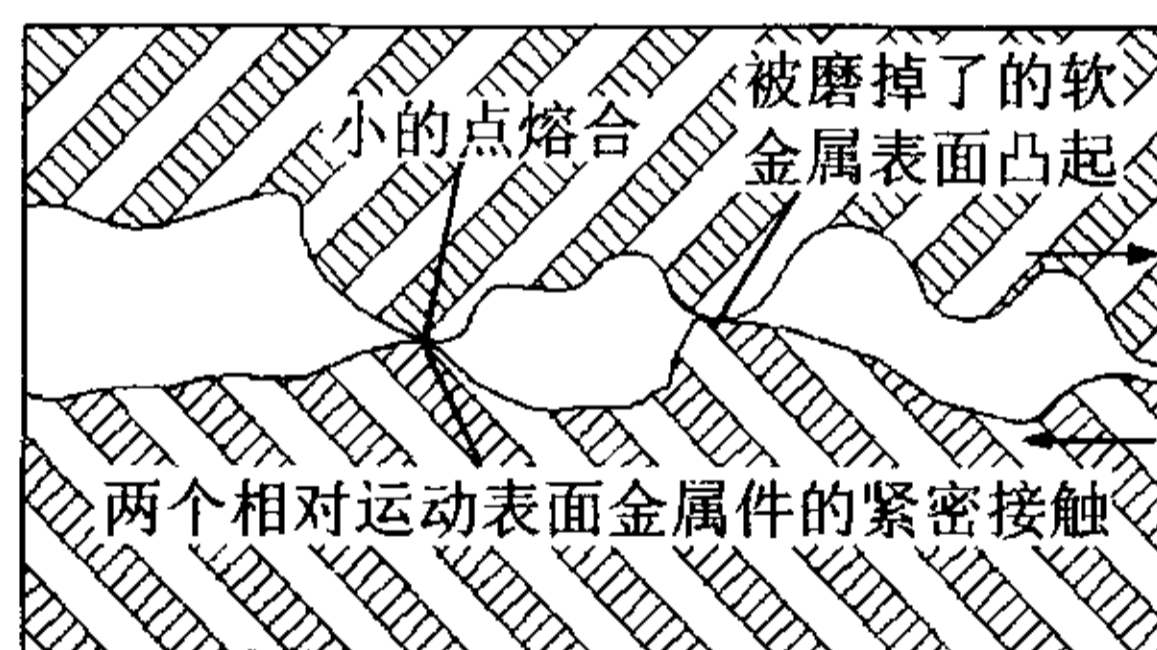 小的点熔合
被磨掉了的软
金属表面凸起
两个相对运动表面金属件的紧密接触